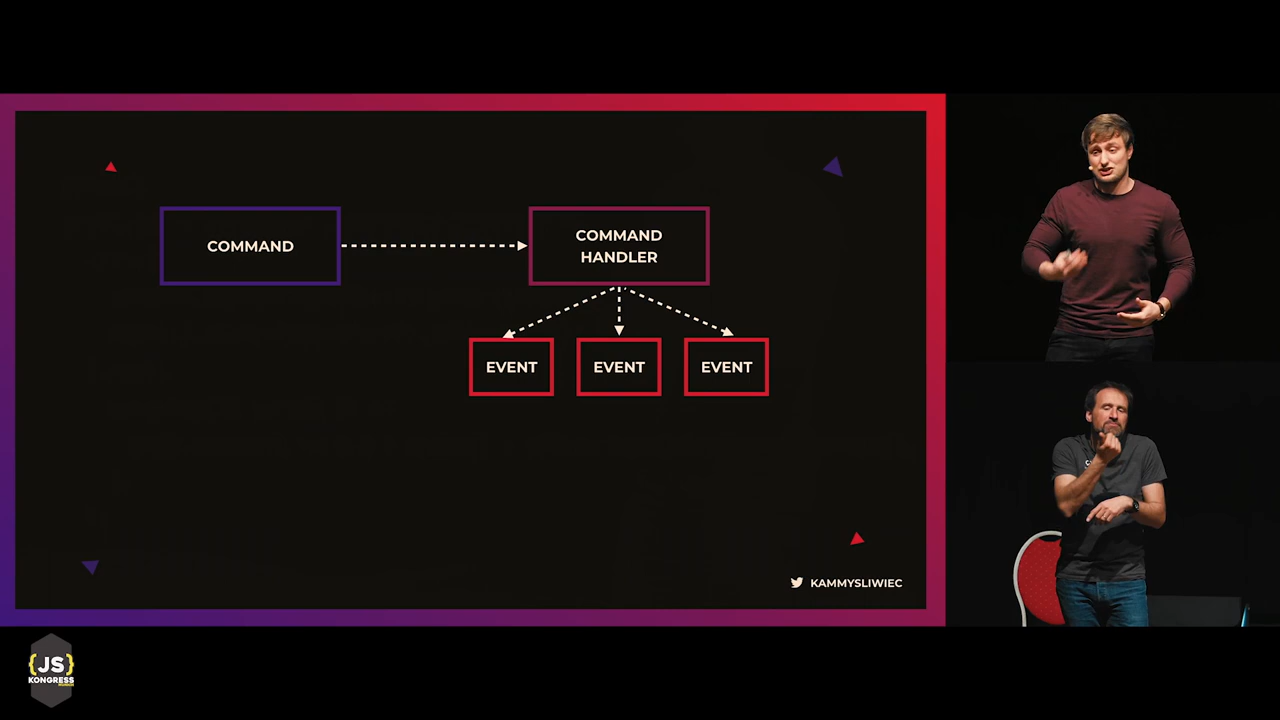 COMMAND
COMMAND
HANDLER
EVENT
EVENT
EVENT
KAMMYSLIWIEC
{JS}
KONGRESS